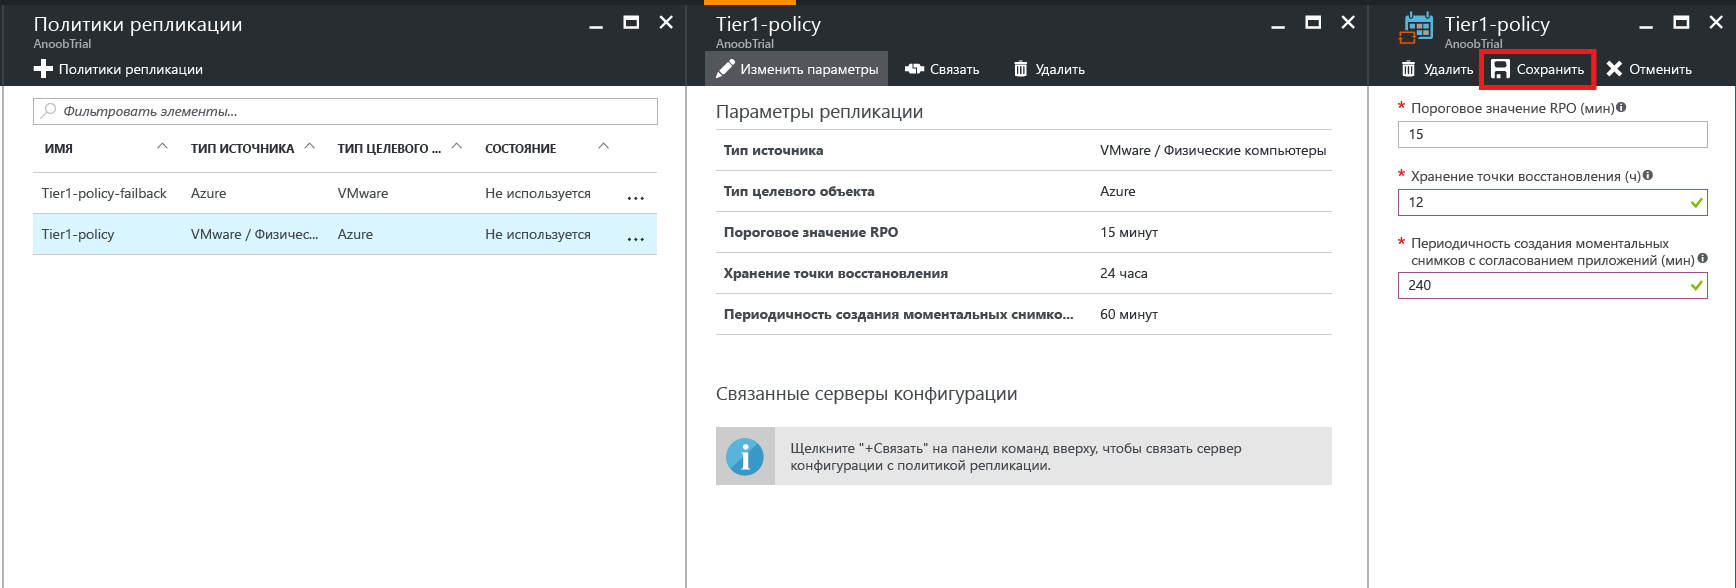 Политики репликации
AnoobTrial
Политики репликации
Фильтровать элементы...
ИМЯ ТИП ИСТОЧНИКА ТИП ЦЕЛЕВОГО ... СОСТОЯНИЕ
Tier1-policy-failback Azure VMware Не используется ...
Tier1-policy VMware / Физичес... Azure Не используется ...
Tier1-policy
AnoobTrial
Изменить параметры Связать Удалить
Параметры репликации
Тип источника VMware / Физические компьютеры
Тип целевого объекта Azure
Пороговое значение RPO 15 минут
Хранение точки восстановления 24 часа
Периодичность создания моментальных снимко... 60 минут
Связанные серверы конфигурации
Щелкните "+Связать" на панели команд вверху, чтобы связать сервер
конфигурации с политикой репликации.
Tier1-policy
AnoobTrial
Удалить Сохранить Отменить
* Пороговое значение RPO (мин)
15
* Хранение точки восстановления (ч)
12
* Периодичность создания моментальных
снимков с согласованием приложений (мин)
240